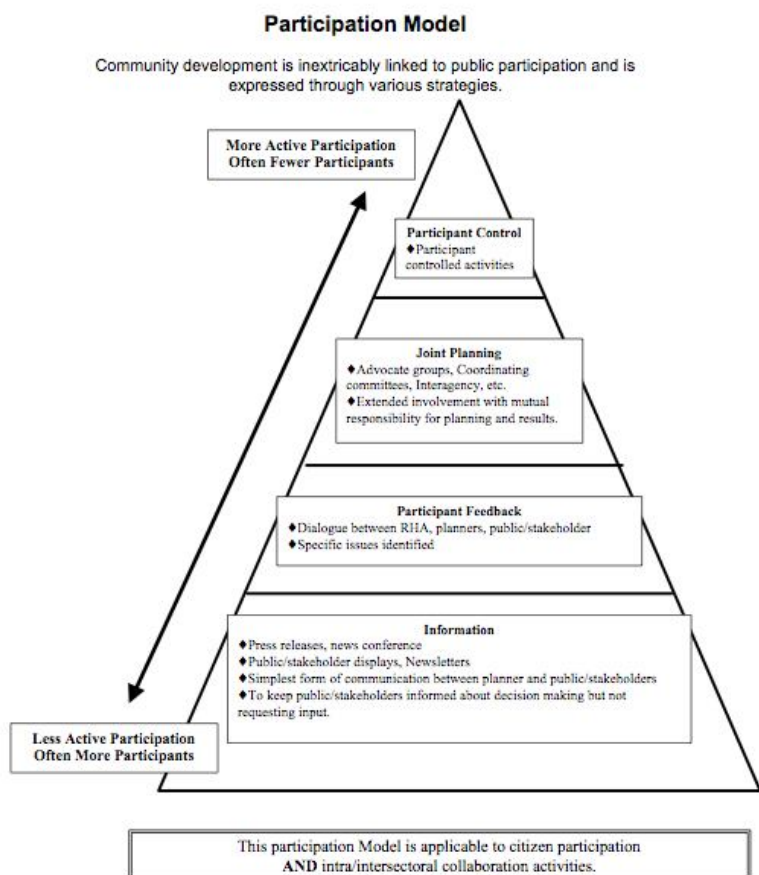 Participation Model
Community development is inextricably linked to public participation and is
expressed through various strategies.
More Active Participation
Often Fewer Participants
Participant Control
♦Participant
controlled activities
Joint Planning
♦Advocate groups, Coordinating
committees, Interagency, etc.
♦Extended involvement with mutual
responsibility for planning and results.
Participant Feedback
♦Dialogue between RHA, planners, public/stakeholder
♦Specific issues identified
Information
♦Press releases, news conference
♦Public/stakeholder displays, Newsletters
♦Simplest form of communication between planner and public/stakeholders
♦To keep public/stakeholders informed about decision making but not
requesting input.
Less Active Participation
Often More Participants
This participation Model is applicable to citizen participation
AND intra/intersectoral collaboration activities.